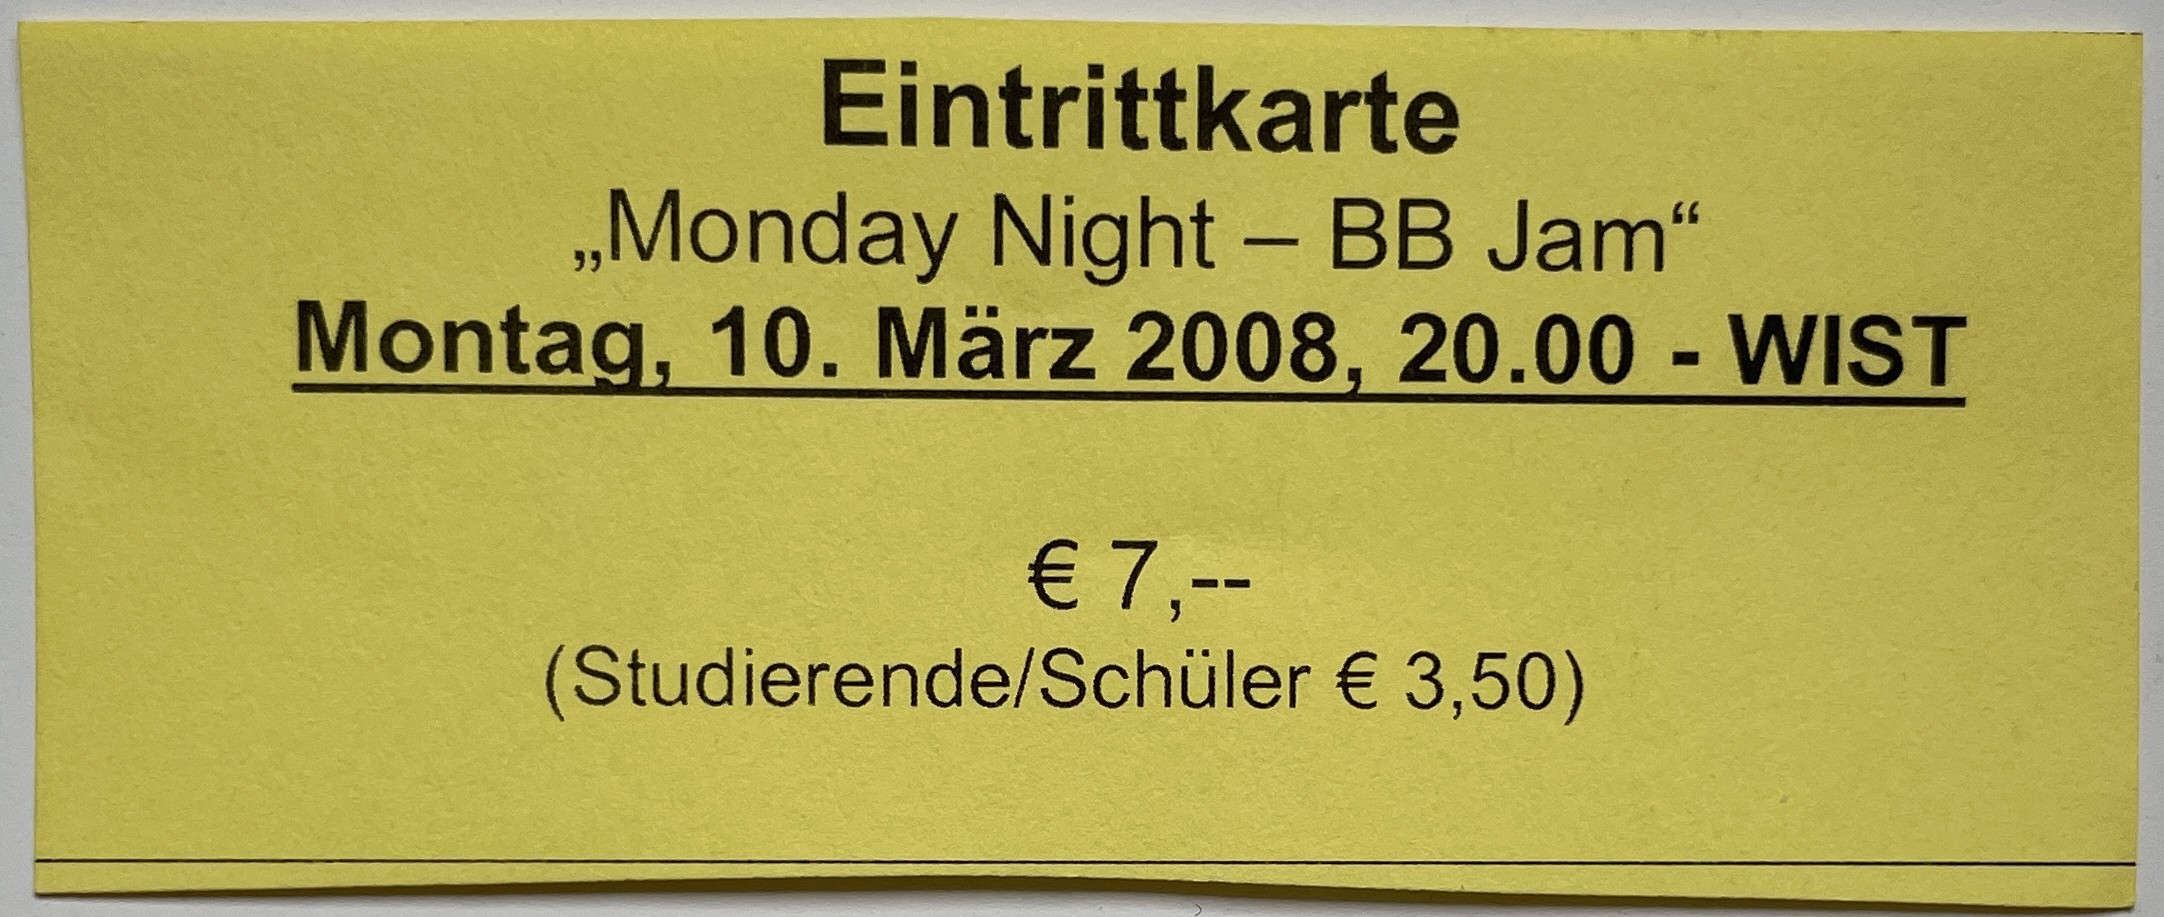 Eintrittkarte
„Monday Night – BB Jam“
Montag, 10. März 2008, 20.00 - WIST
€ 7,--
(Studierende/Schüler € 3,50)